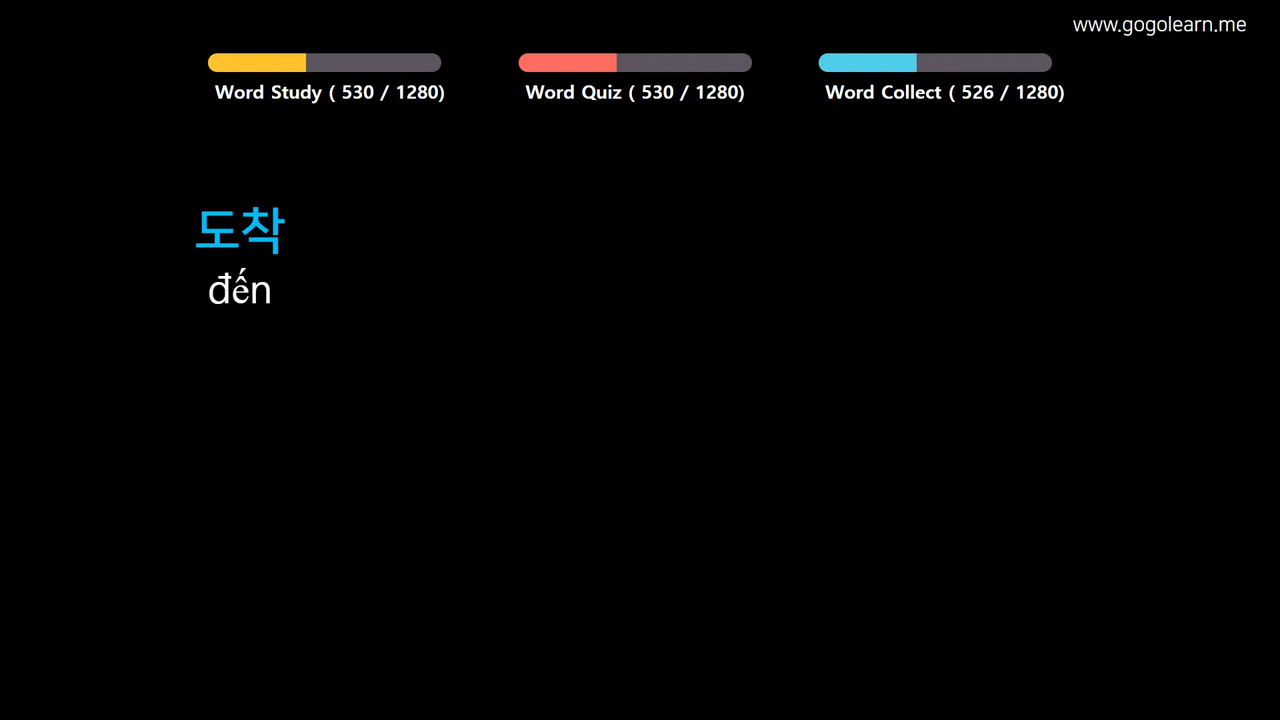 www.gogolearn.me
Word Study ( 530 / 1280)
Word Quiz ( 530 / 1280)
Word Collect ( 526 / 1280)
도착
đến